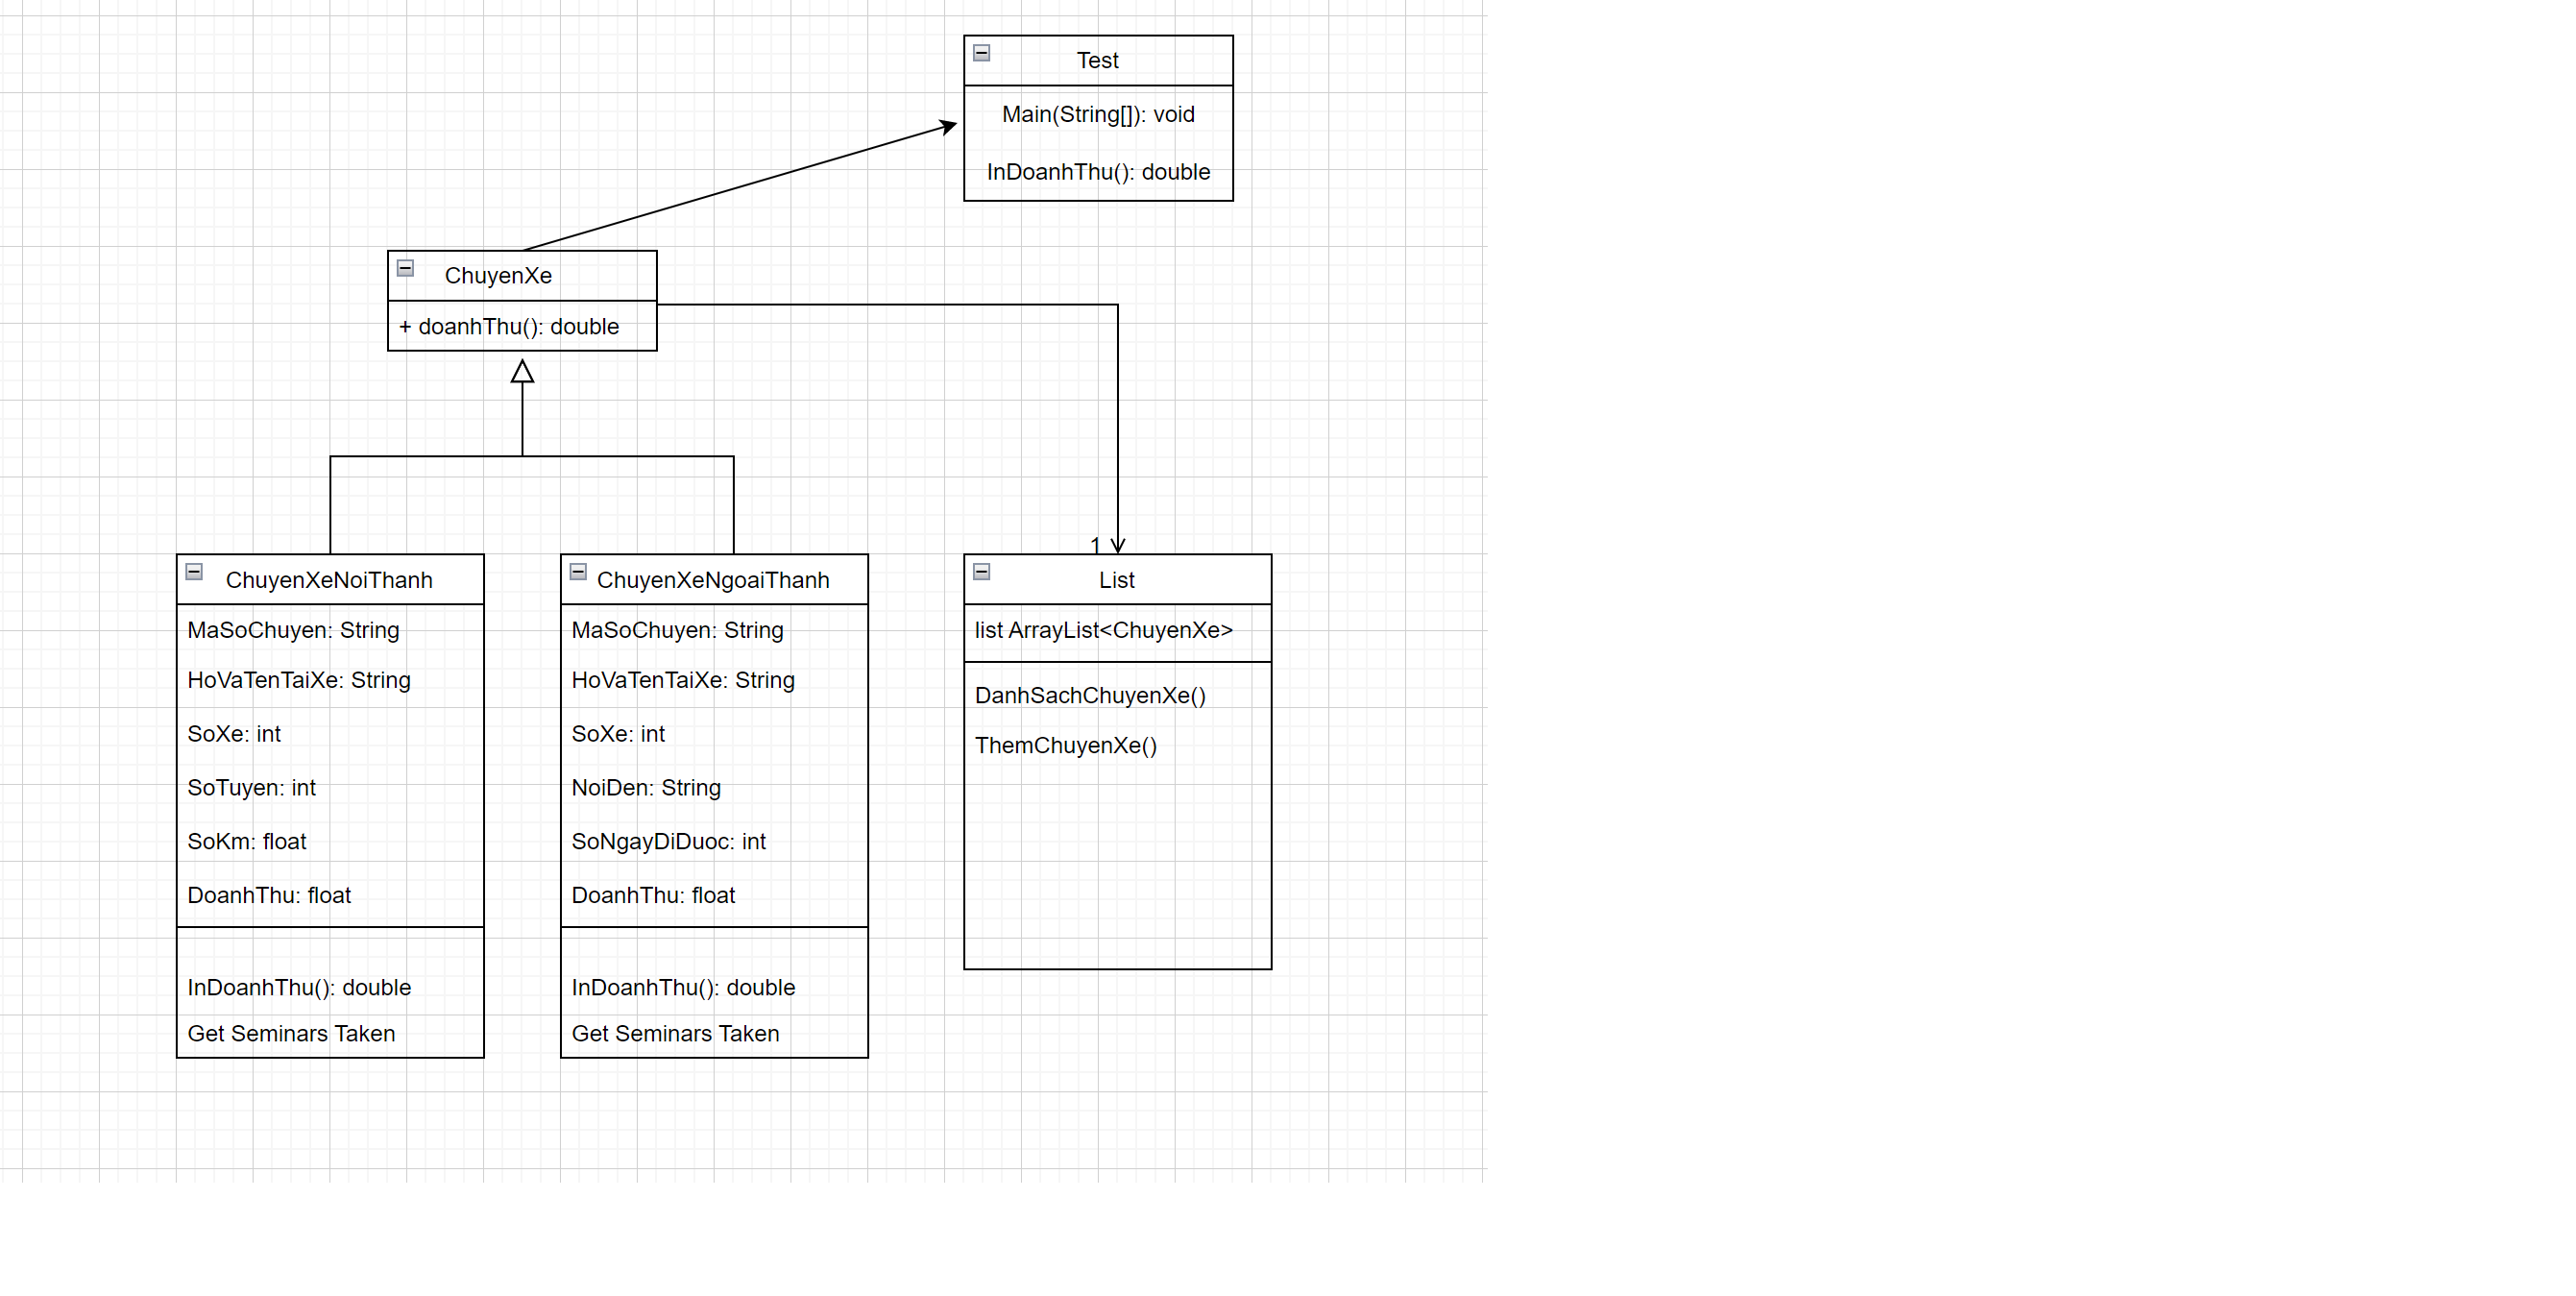 Test
Main(String[]): void
InDoanhThu(): double
ChuyenXe
+ doanhThu(): double
1
ChuyenXeNoiThanh
MaSoChuyen: String
HoVaTenTaiXe: String
SoXe: int
SoTuyen: int
SoKm: float
DoanhThu: float
InDoanhThu(): double
Get Seminars Taken
ChuyenXeNgoaiThanh
MaSoChuyen: String
HoVaTenTaiXe: String
SoXe: int
NoiDen: String
SoNgayDiDuoc: int
DoanhThu: float
InDoanhThu(): double
Get Seminars Taken
List
list ArrayList<ChuyenXe>
DanhSachChuyenXe()
ThemChuyenXe()